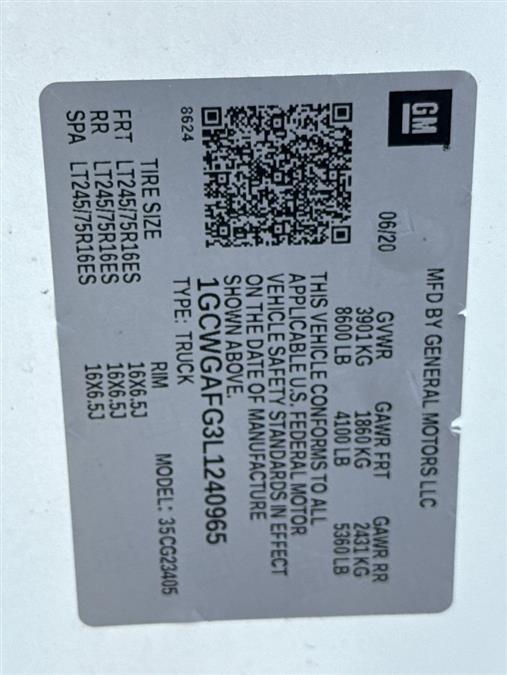 GM
MFD BY GENERAL MOTORS LLC
06/20
GVWR GAWR FRT GAWR RR
3901 KG 1860 KG 2431 KG
8600 LB 4100 LB 5360 LB
THIS VEHICLE CONFORMS TO ALL
APPLICABLE U.S. FEDERAL MOTOR
VEHICLE SAFETY STANDARDS IN EFFECT
ON THE DATE OF MANUFACTURE
SHOWN ABOVE.
1GCWGAFG3L1240965
TYPE: TRUCK MODEL: 35CG23405
8624
TIRE SIZE RIM
FRT LT245/75R16ES 16X6.5J
RR LT245/75R16ES 16X6.5J
SPA LT245/75R16ES 16X6.5J